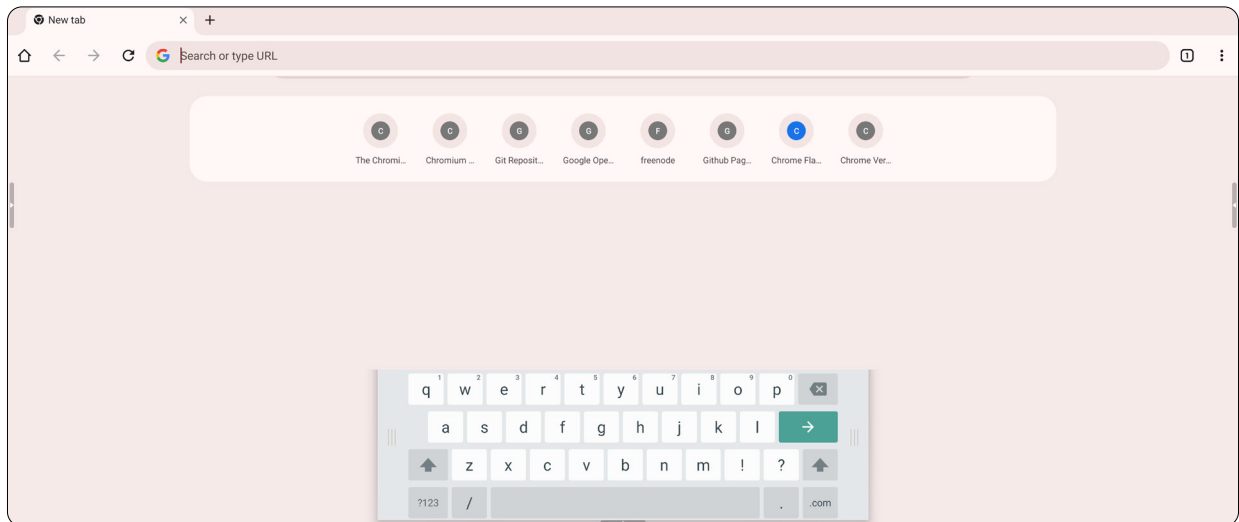 New tab
Search or type URL
1
C C G G F G C C
The Chromi... Chromium ... Git Reposit... Google Ope... freenode Github Pag... Chrome Fla... Chrome Ver...
q 1 w 2 e 3 r 4 t 5 y 6 u 7 i 8 o 9 p 0
a s d f g h j k l
z x c v b n m ! ?
?123 / . .com